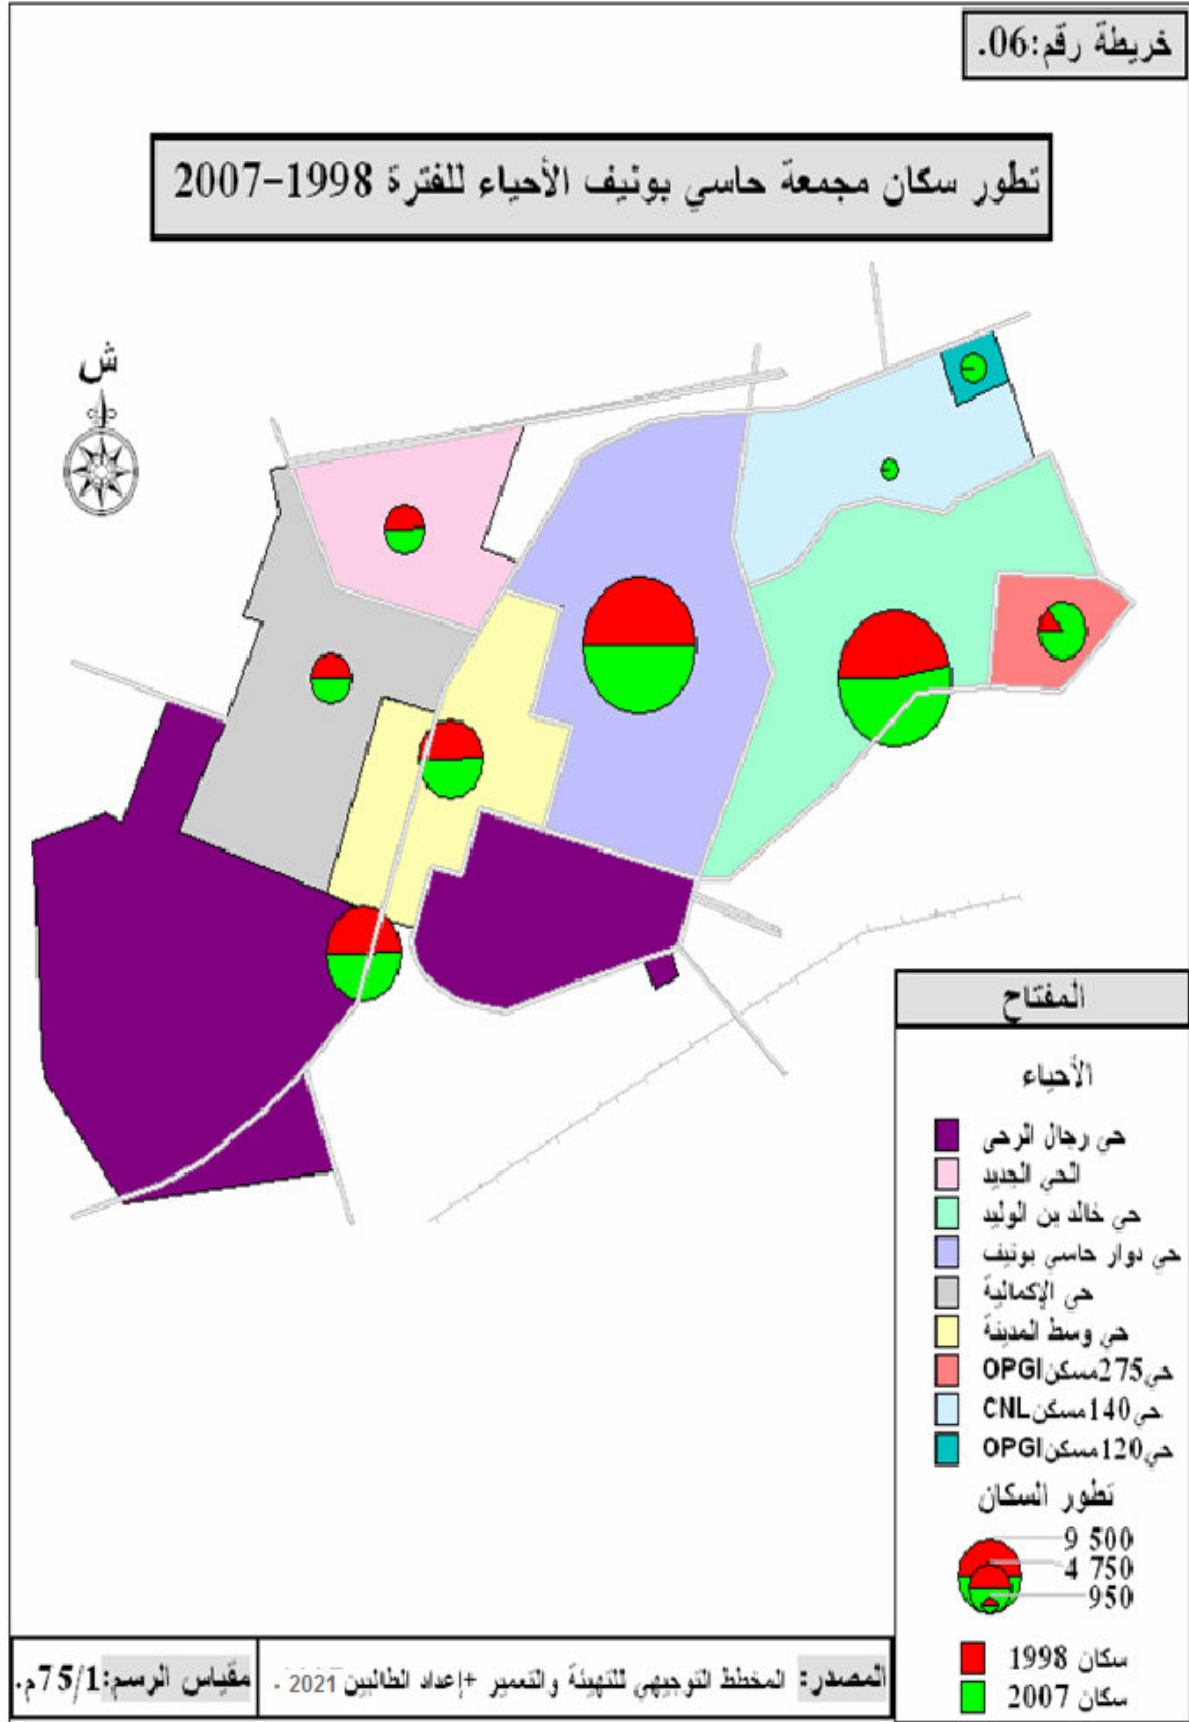 خريطة رقم:06.
تطور سكان مجمعة حاسي بونيف الأحياء للفترة 1998-2007
ش
المفتاح
الأحياء
حي رجال الرحى
الحي الجديد
حي خالد بن الوليد
حي دوار حاسي بونيف
حي الإكمالية
حي وسط المدينة
حي275مسكنOPGI
حي140مسكنCNL
حي120مسكنOPGI
تطور السكان
9 500
4 750
950
سكان 1998
سكان 2007
المصدر: المخطط التوجيهي للتهيئة والتعمير +إعداد الطالبين 2021 .
مقياس الرسم:75/1م.